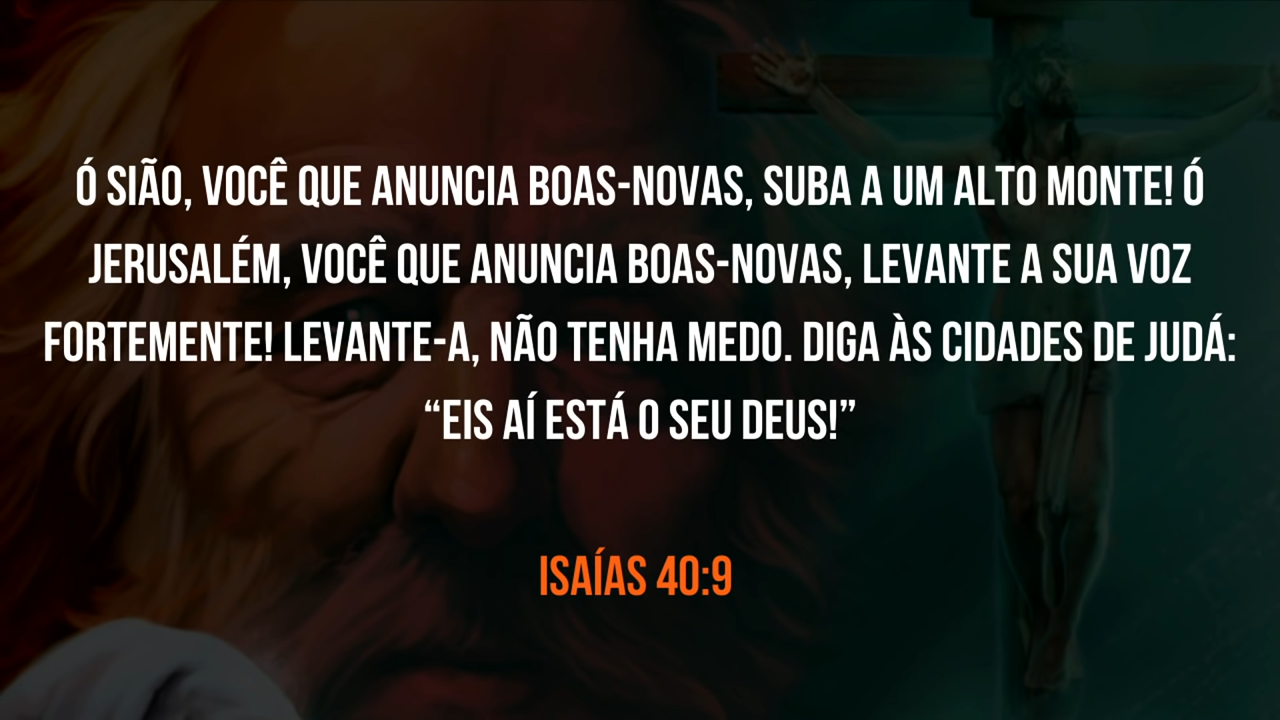 Ó SIÃO, VOCÊ QUE ANUNCIA BOAS-NOVAS, SUBA A UM ALTO MONTE! Ó
JERUSALÉM, VOCÊ QUE ANUNCIA BOAS-NOVAS, LEVANTE A SUA VOZ
FORTEMENTE! LEVANTE-A, NÃO TENHA MEDO. DIGA ÀS CIDADES DE JUDÁ:
“EIS AÍ ESTÁ O SEU DEUS!”
ISAÍAS 40:9